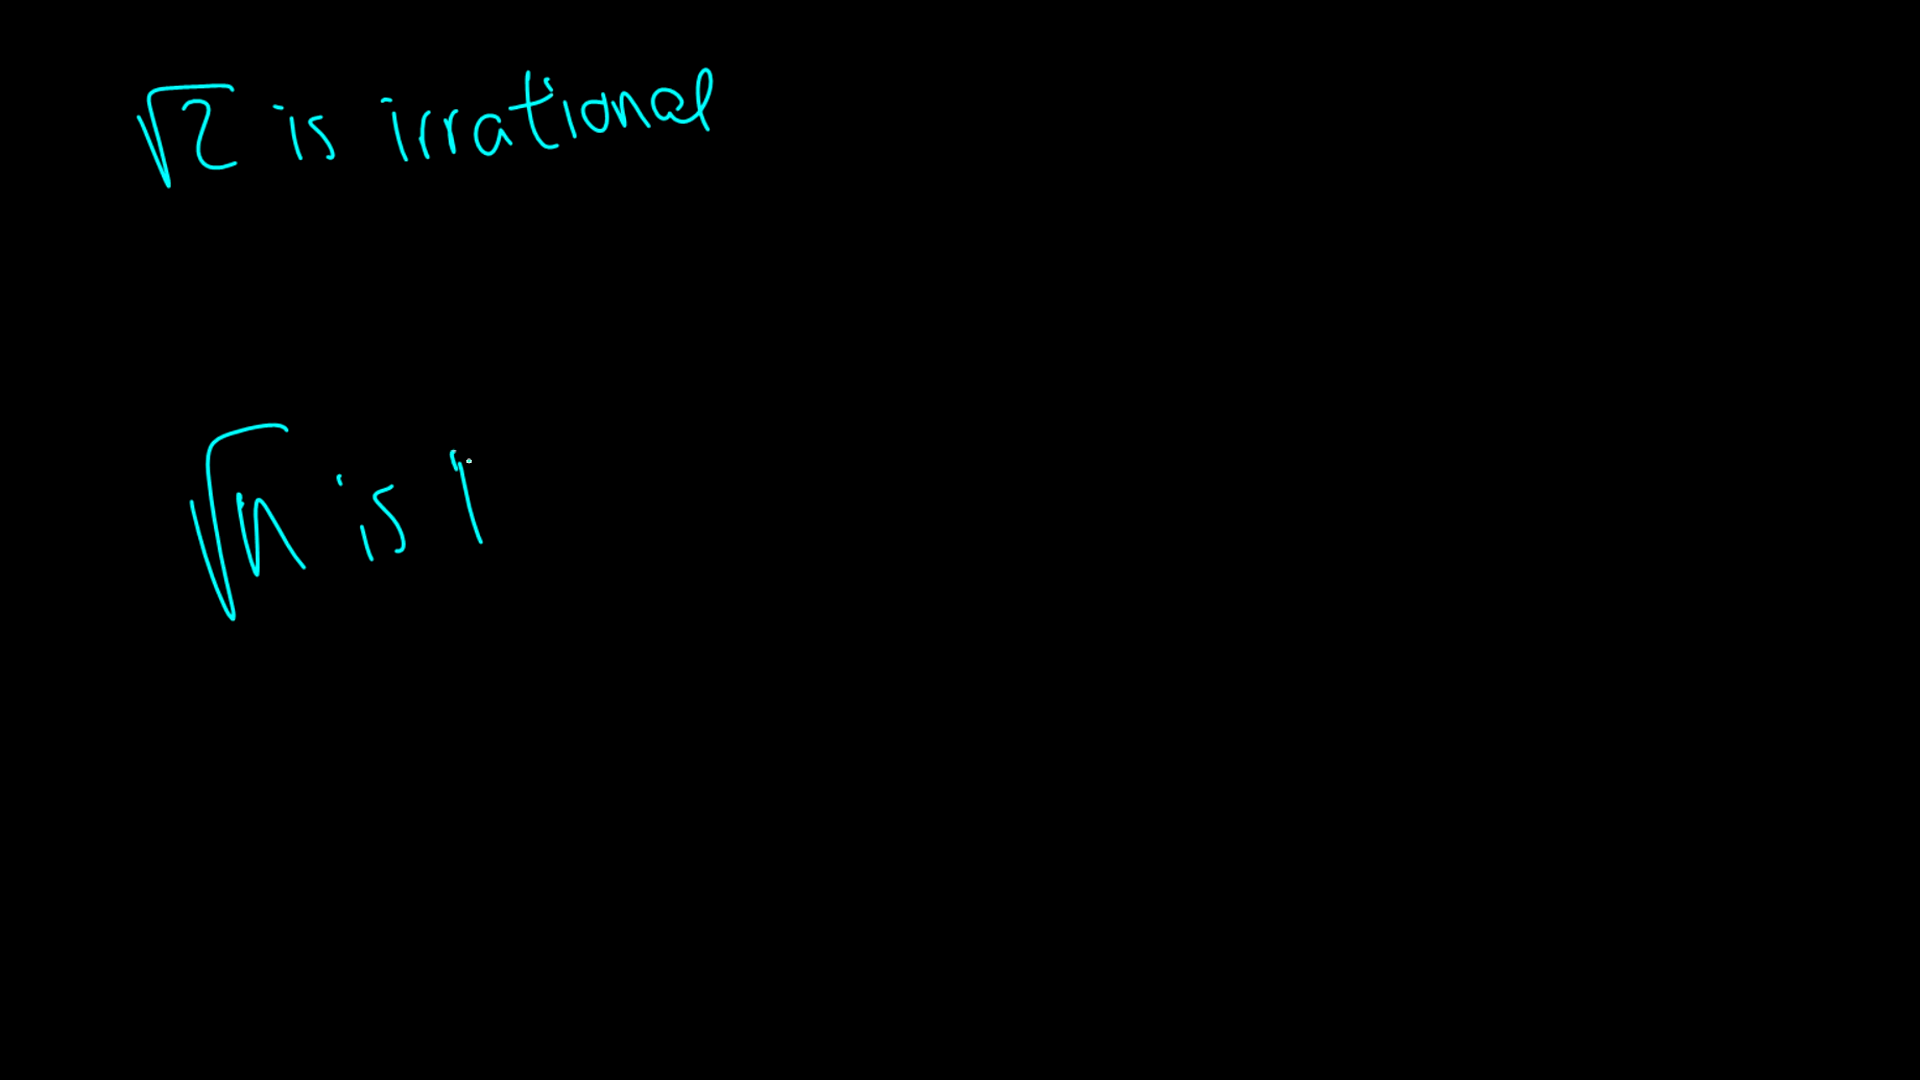 √2 is irrational
√n is i